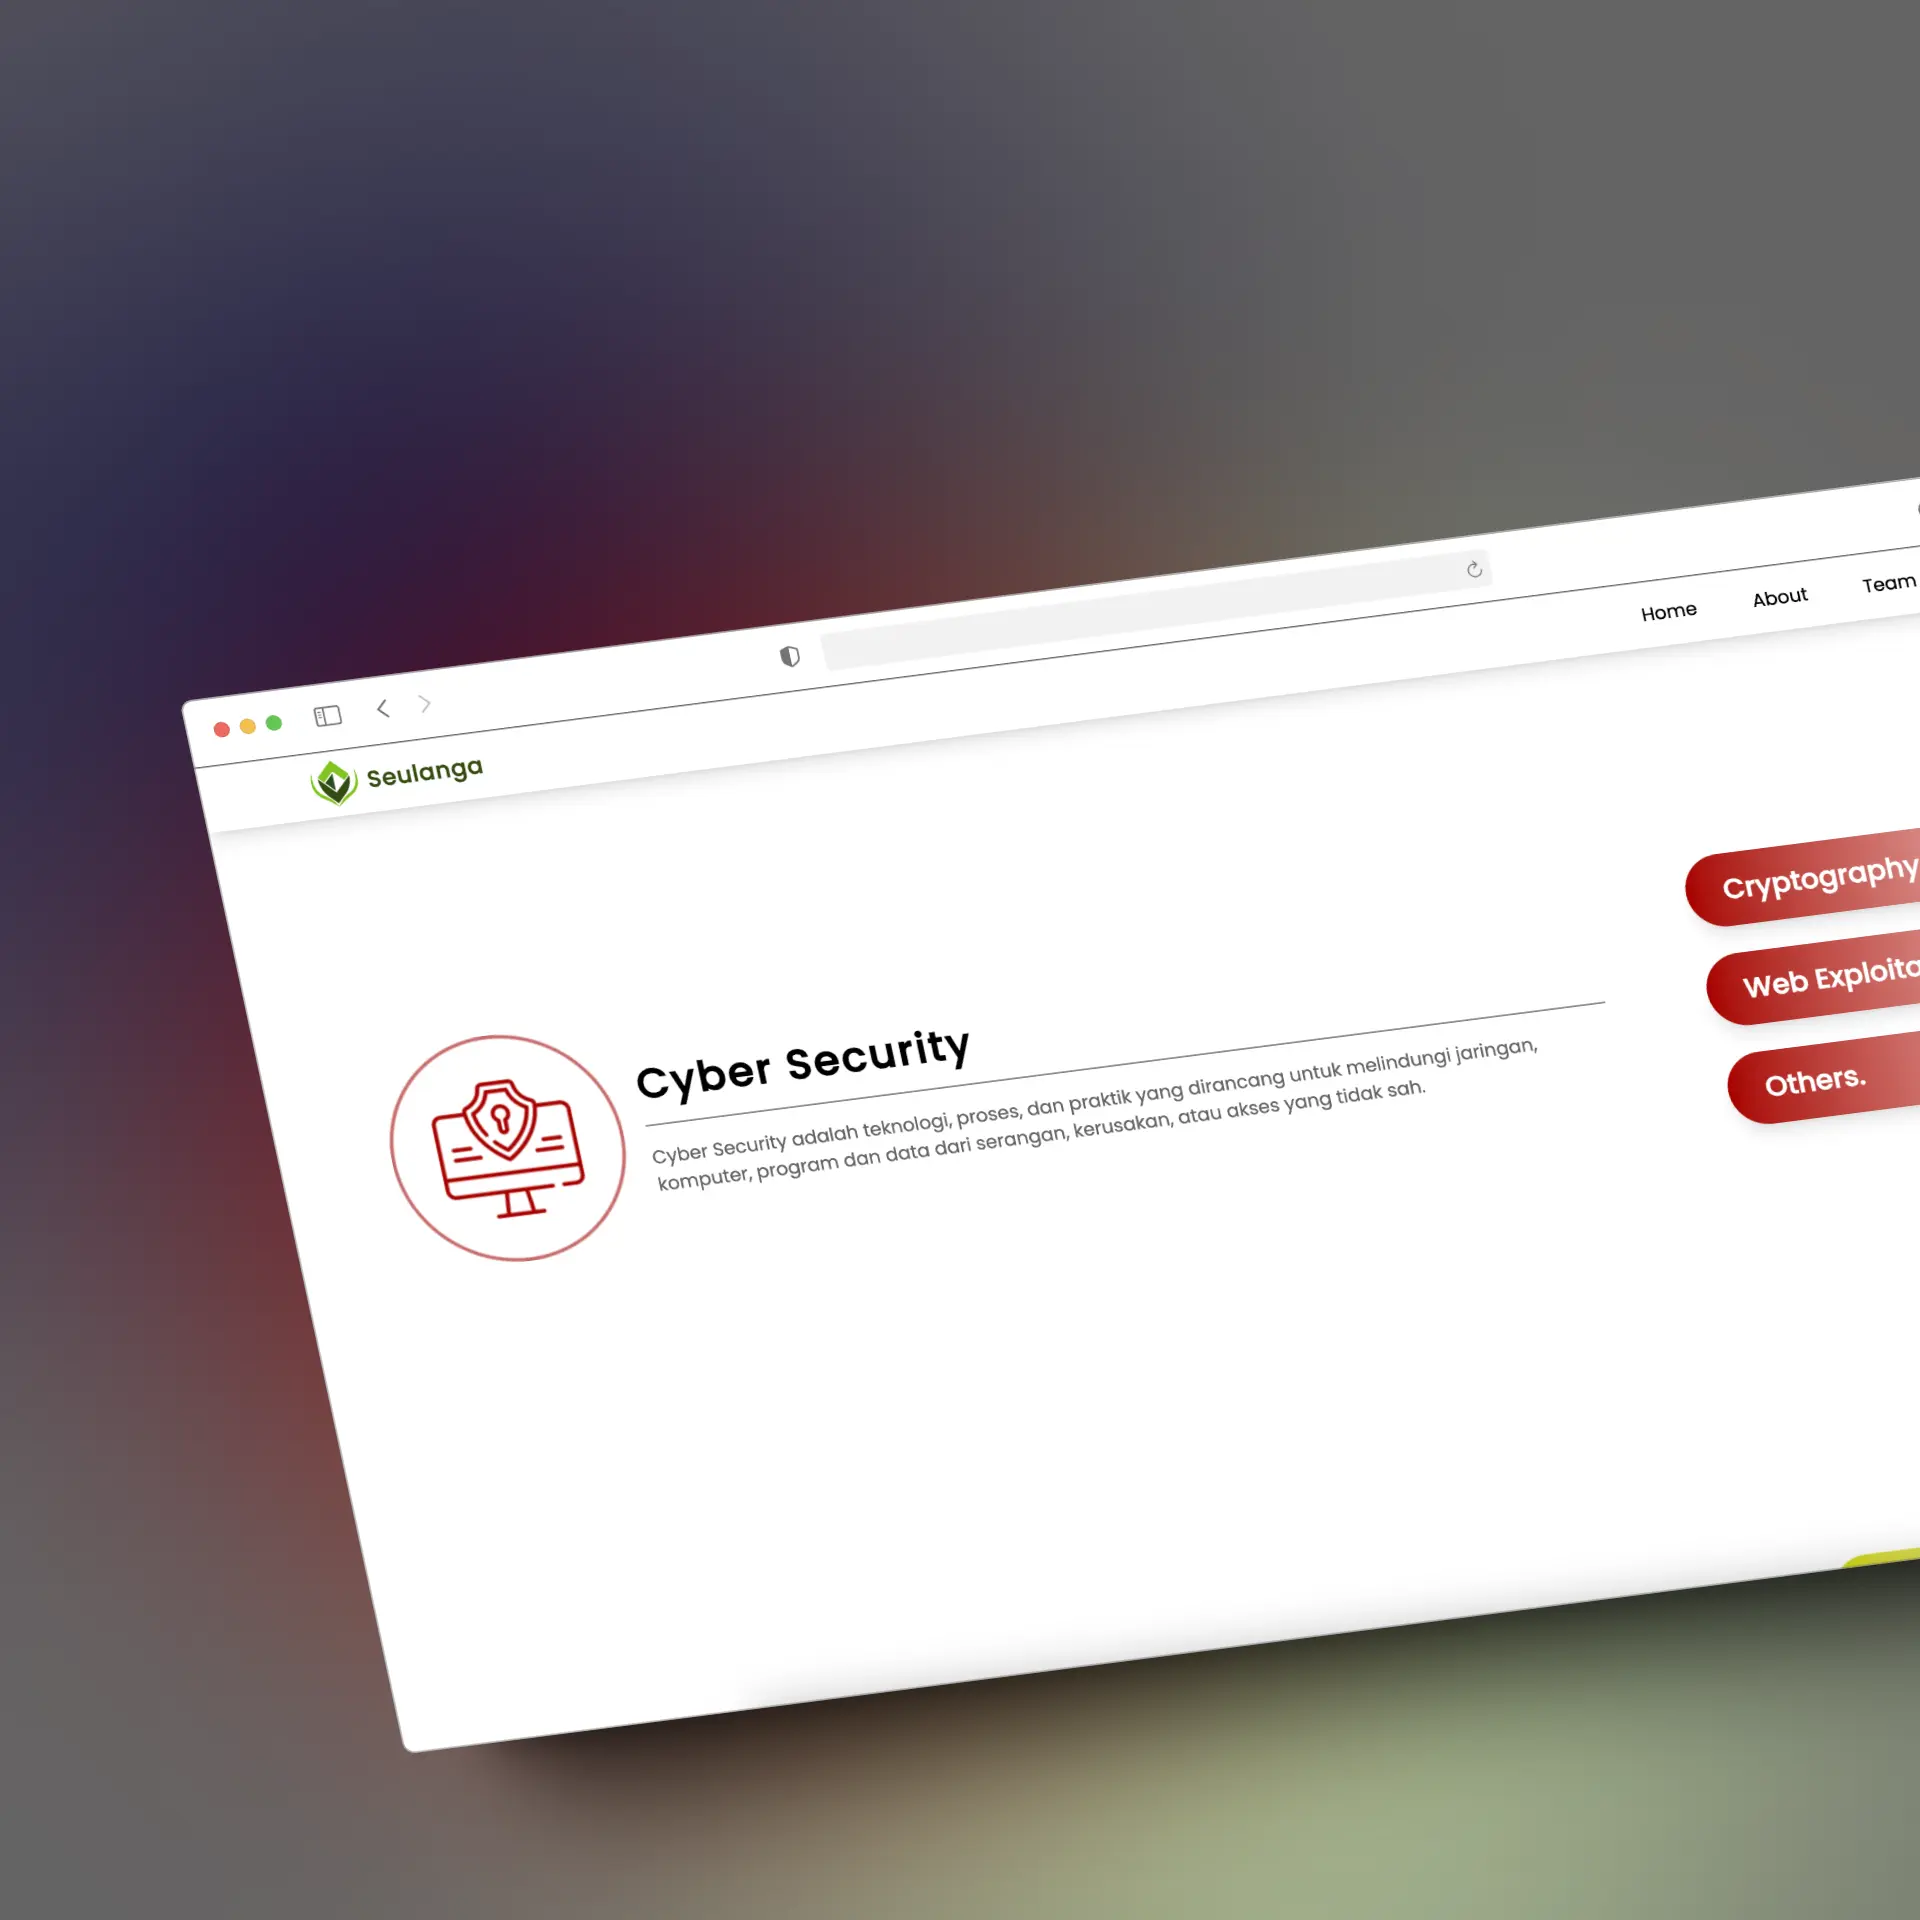 Seulanga
Home About Team
Cyber Security
Cyber Security adalah teknologi, proses, dan praktik yang dirancang untuk melindungi jaringan,
komputer, program dan data dari serangan, kerusakan, atau akses yang tidak sah.
Cryptography
Web
Others.